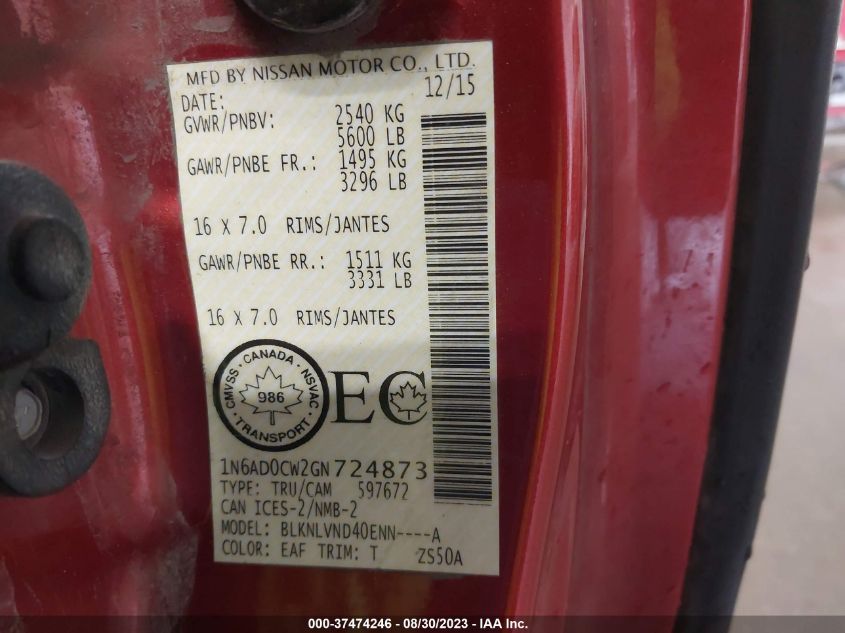 MFD BY NISSAN MOTOR CO., LTD.
DATE: 12/15
GVWR/PNBV: 2540 KG
5600 LB
GAWR/PNBE FR.: 1495 KG
3296 LB
16 X 7.0 RIMS/JANTES
GAWR/PNBE RR.: 1511 KG
3331 LB
16 X 7.0 RIMS/JANTES
CMVSS · CANADA · NSVAC
986
TRANSPORT
EC
1N6AD0CW2GN724873
TYPE: TRU/CAM 597672
CAN ICES-2/NMB-2
MODEL: BLKNLVND40ENN----A
COLOR: EAF TRIM: T ZS50A
000-37474246 - 08/30/2023 - IAA Inc.